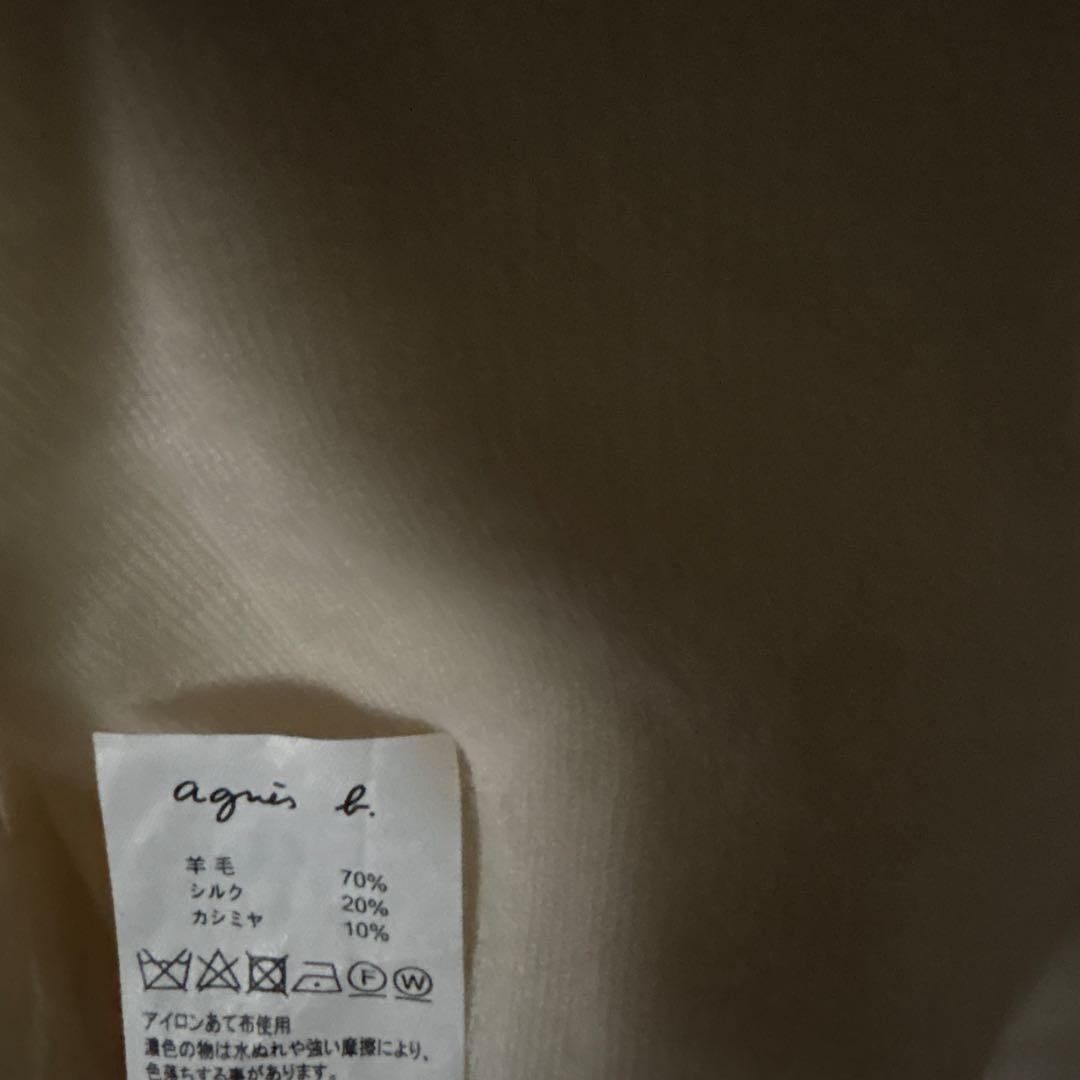 agnès b.
羊毛 70%
シルク 20%
カシミヤ 10%
F W
アイロンあて布使用
濃色の物は水ぬれや強い摩擦により、
色落ちする事があります。